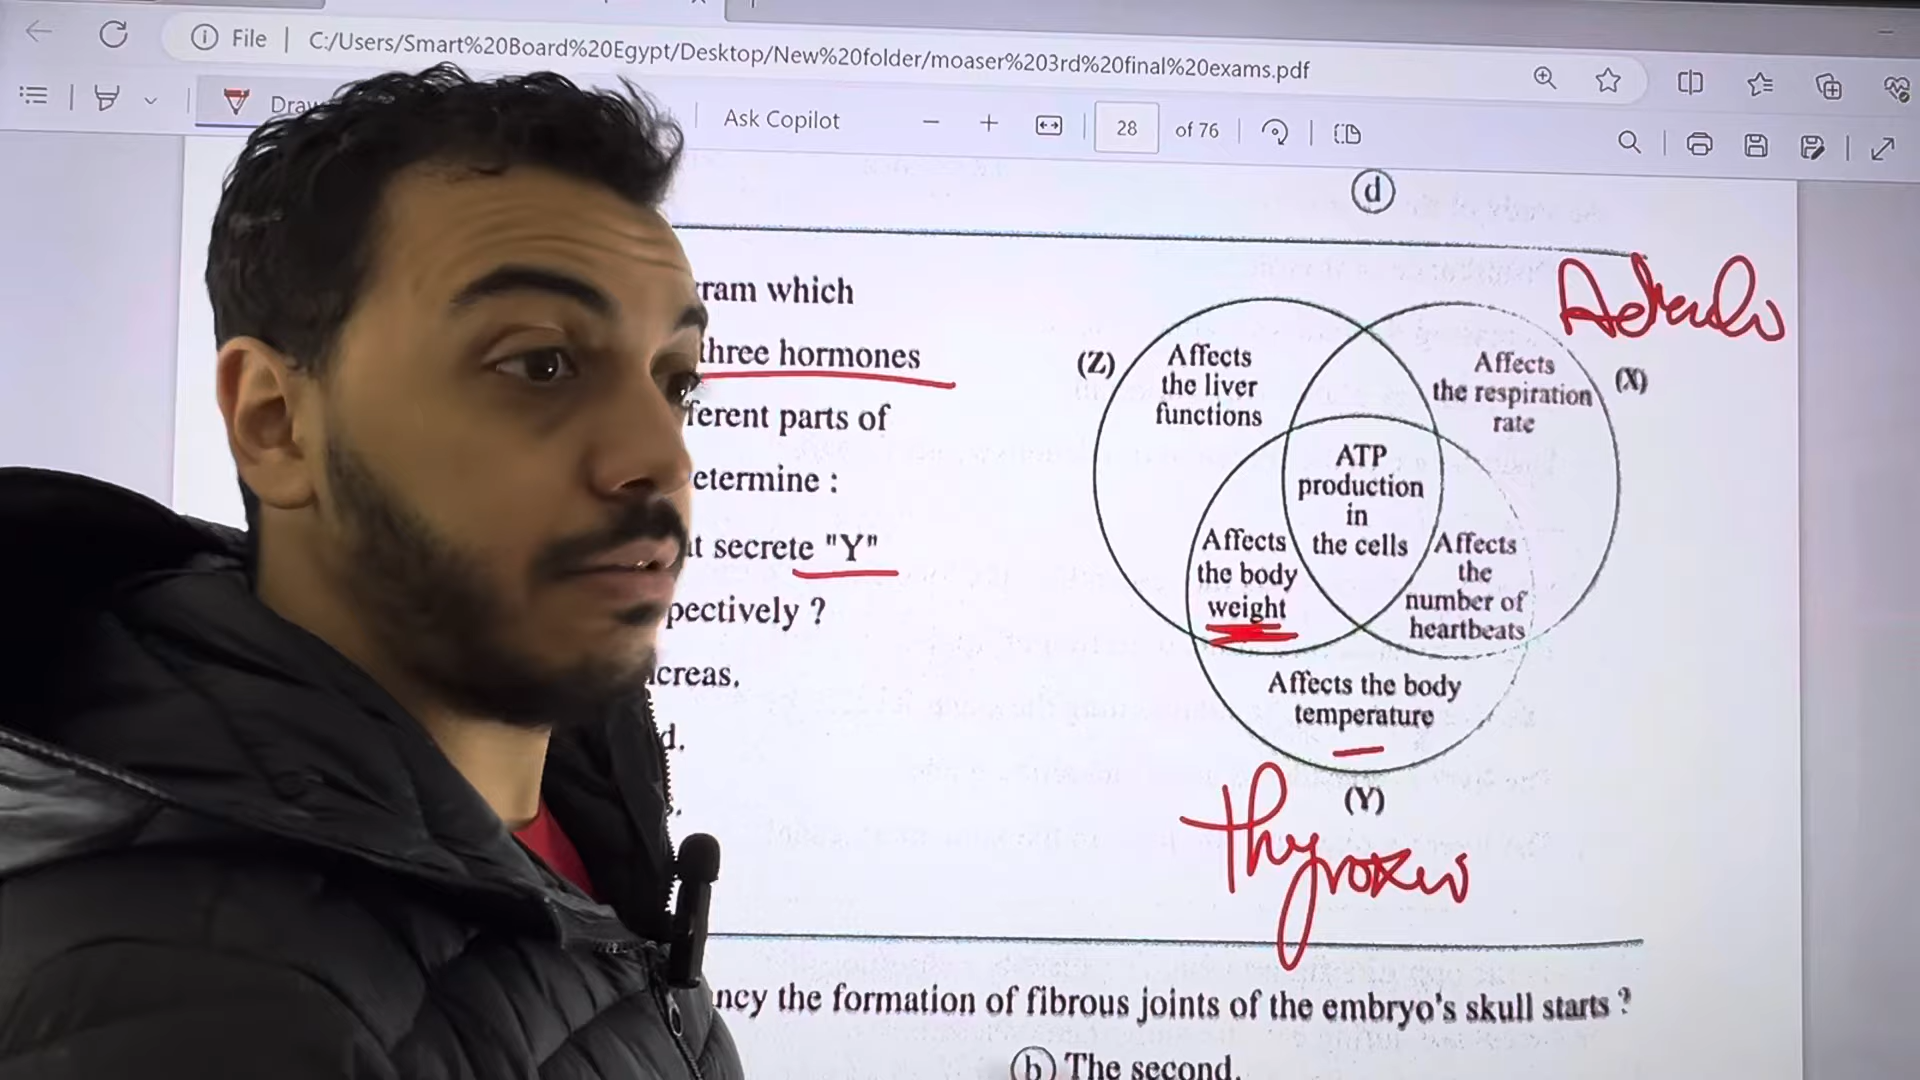 File | C:/Users/Smart%20Board%20Egypt/Desktop/New%20folder/moaser%203rd%20final%20exams.pdf
Ask Copilot
28 of 76
d
ram which
three hormones
ferent parts of
etermine :
t secrete "Y"
pectively ?
creas.
d.
(Z)
Affects
the liver
functions
Affects
the respiration
rate
(X)
ATP
production
in
the cells
Affects
the body
weight
Affects
the
number of
heartbeats
Affects the body
temperature
(Y)
ncy the formation of fibrous joints of the embryo's skull starts ?
b The second.